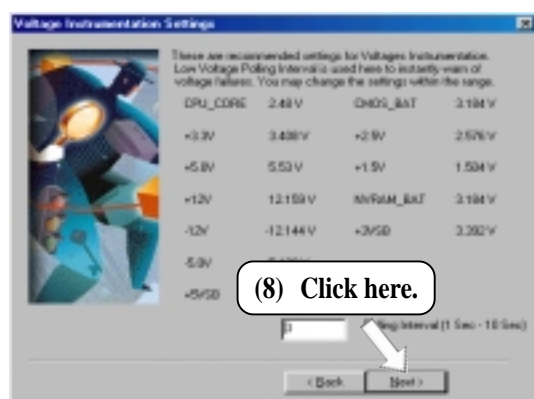 Voltage Instrumentation Settings
These are recommended settings for Voltages Instrumentation.
Low Voltage Polling Interval is used here to instantly warn of
voltage failures. You may change the settings within the range.
CPU_CORE 2.48 V CMOS_BAT 3.184 V
+3.3V 3.408 V +2.5V 2.576 V
+5.0V 5.53 V +1.5V 1.584 V
+12V 12.159 V NVRAM_BAT 3.184 V
-12V -12.144 V +3VSB 3.392 V
-5.0V
+5VSB
(8) Click here.
Interval (1 Sec - 10 Sec)
< Back Next >